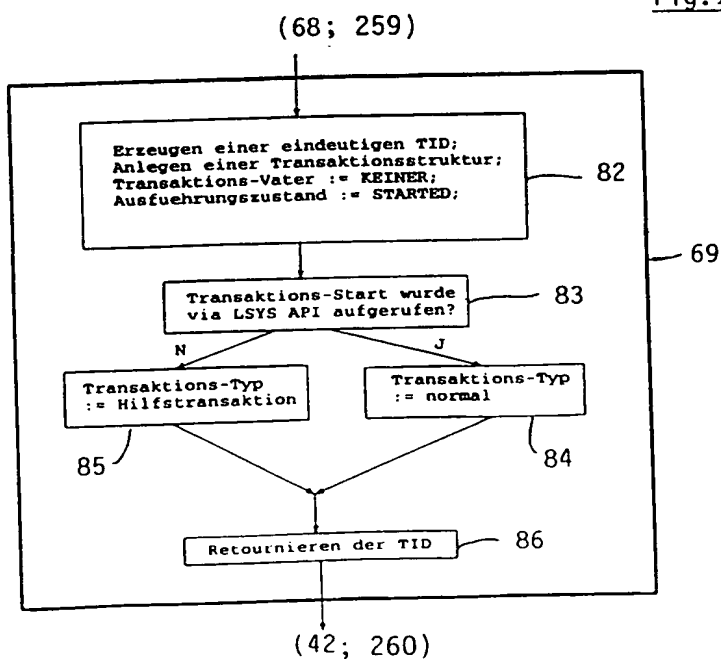 (68; 259)
Erzeugen einer eindeutigen TID;
Anlegen einer Transaktionsstruktur;
Transaktions-Vater := KEINER;
Ausfuehrungszustand := STARTED;
82
69
Transaktions-Start wurde
via LSYS API aufgerufen?
83
N
J
Transaktions-Typ
:= Hilfstransaktion
85
Transaktions-Typ
:= normal
84
Retournieren der TID
86
(42; 260)